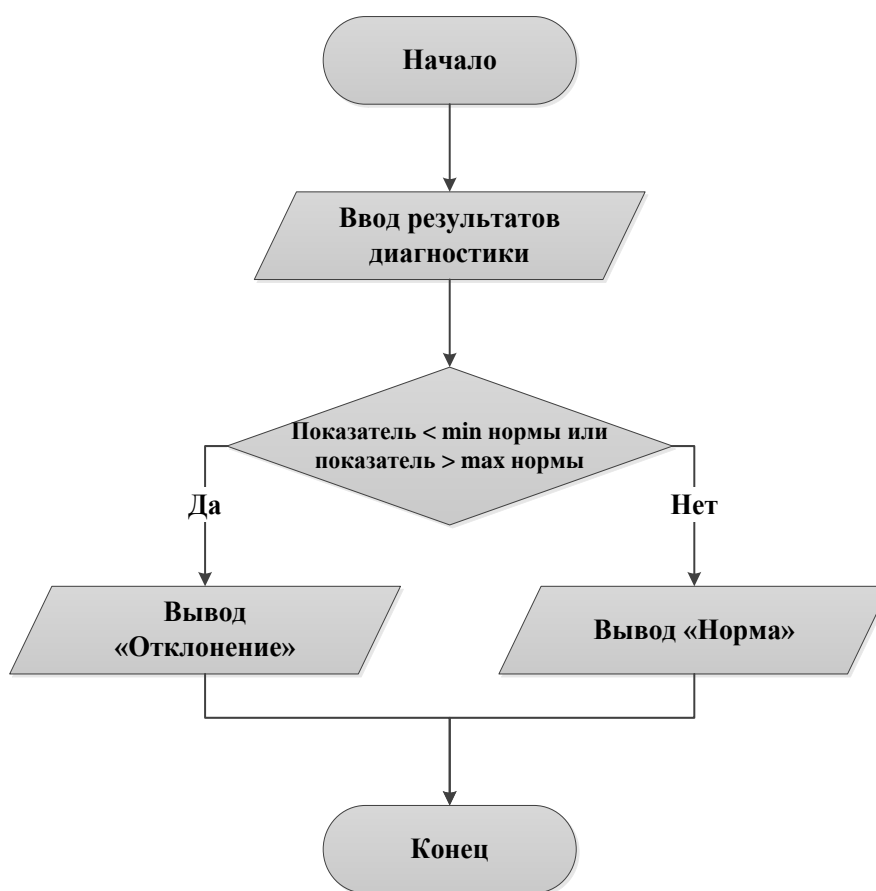 Начало
Ввод результатов
диагностики
Показатель < min нормы или
показатель > max нормы
Да
Нет
Вывод
«Отклонение»
Вывод «Норма»
Конец